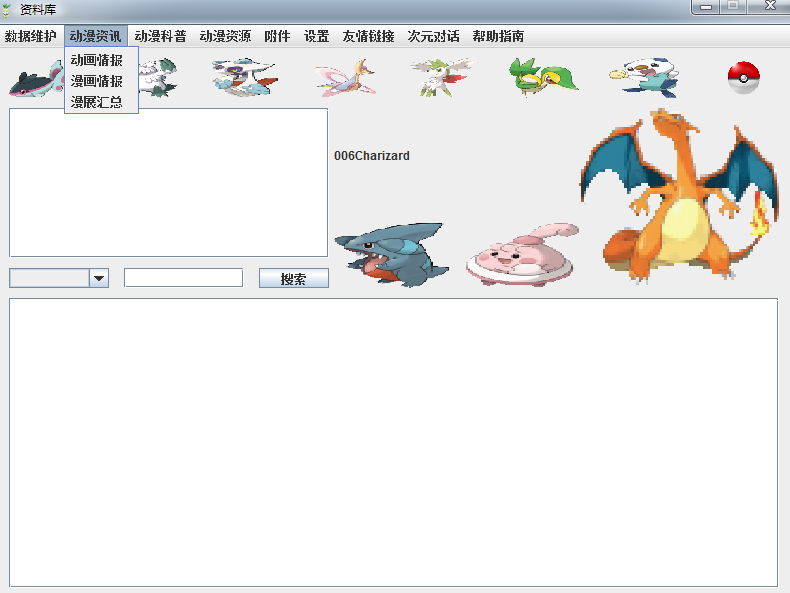 资料库
数据维护 动漫资讯 动漫科普 动漫资源 附件 设置 友情链接 次元对话 帮助指南
动画情报
漫画情报
漫展汇总
006Charizard
搜索